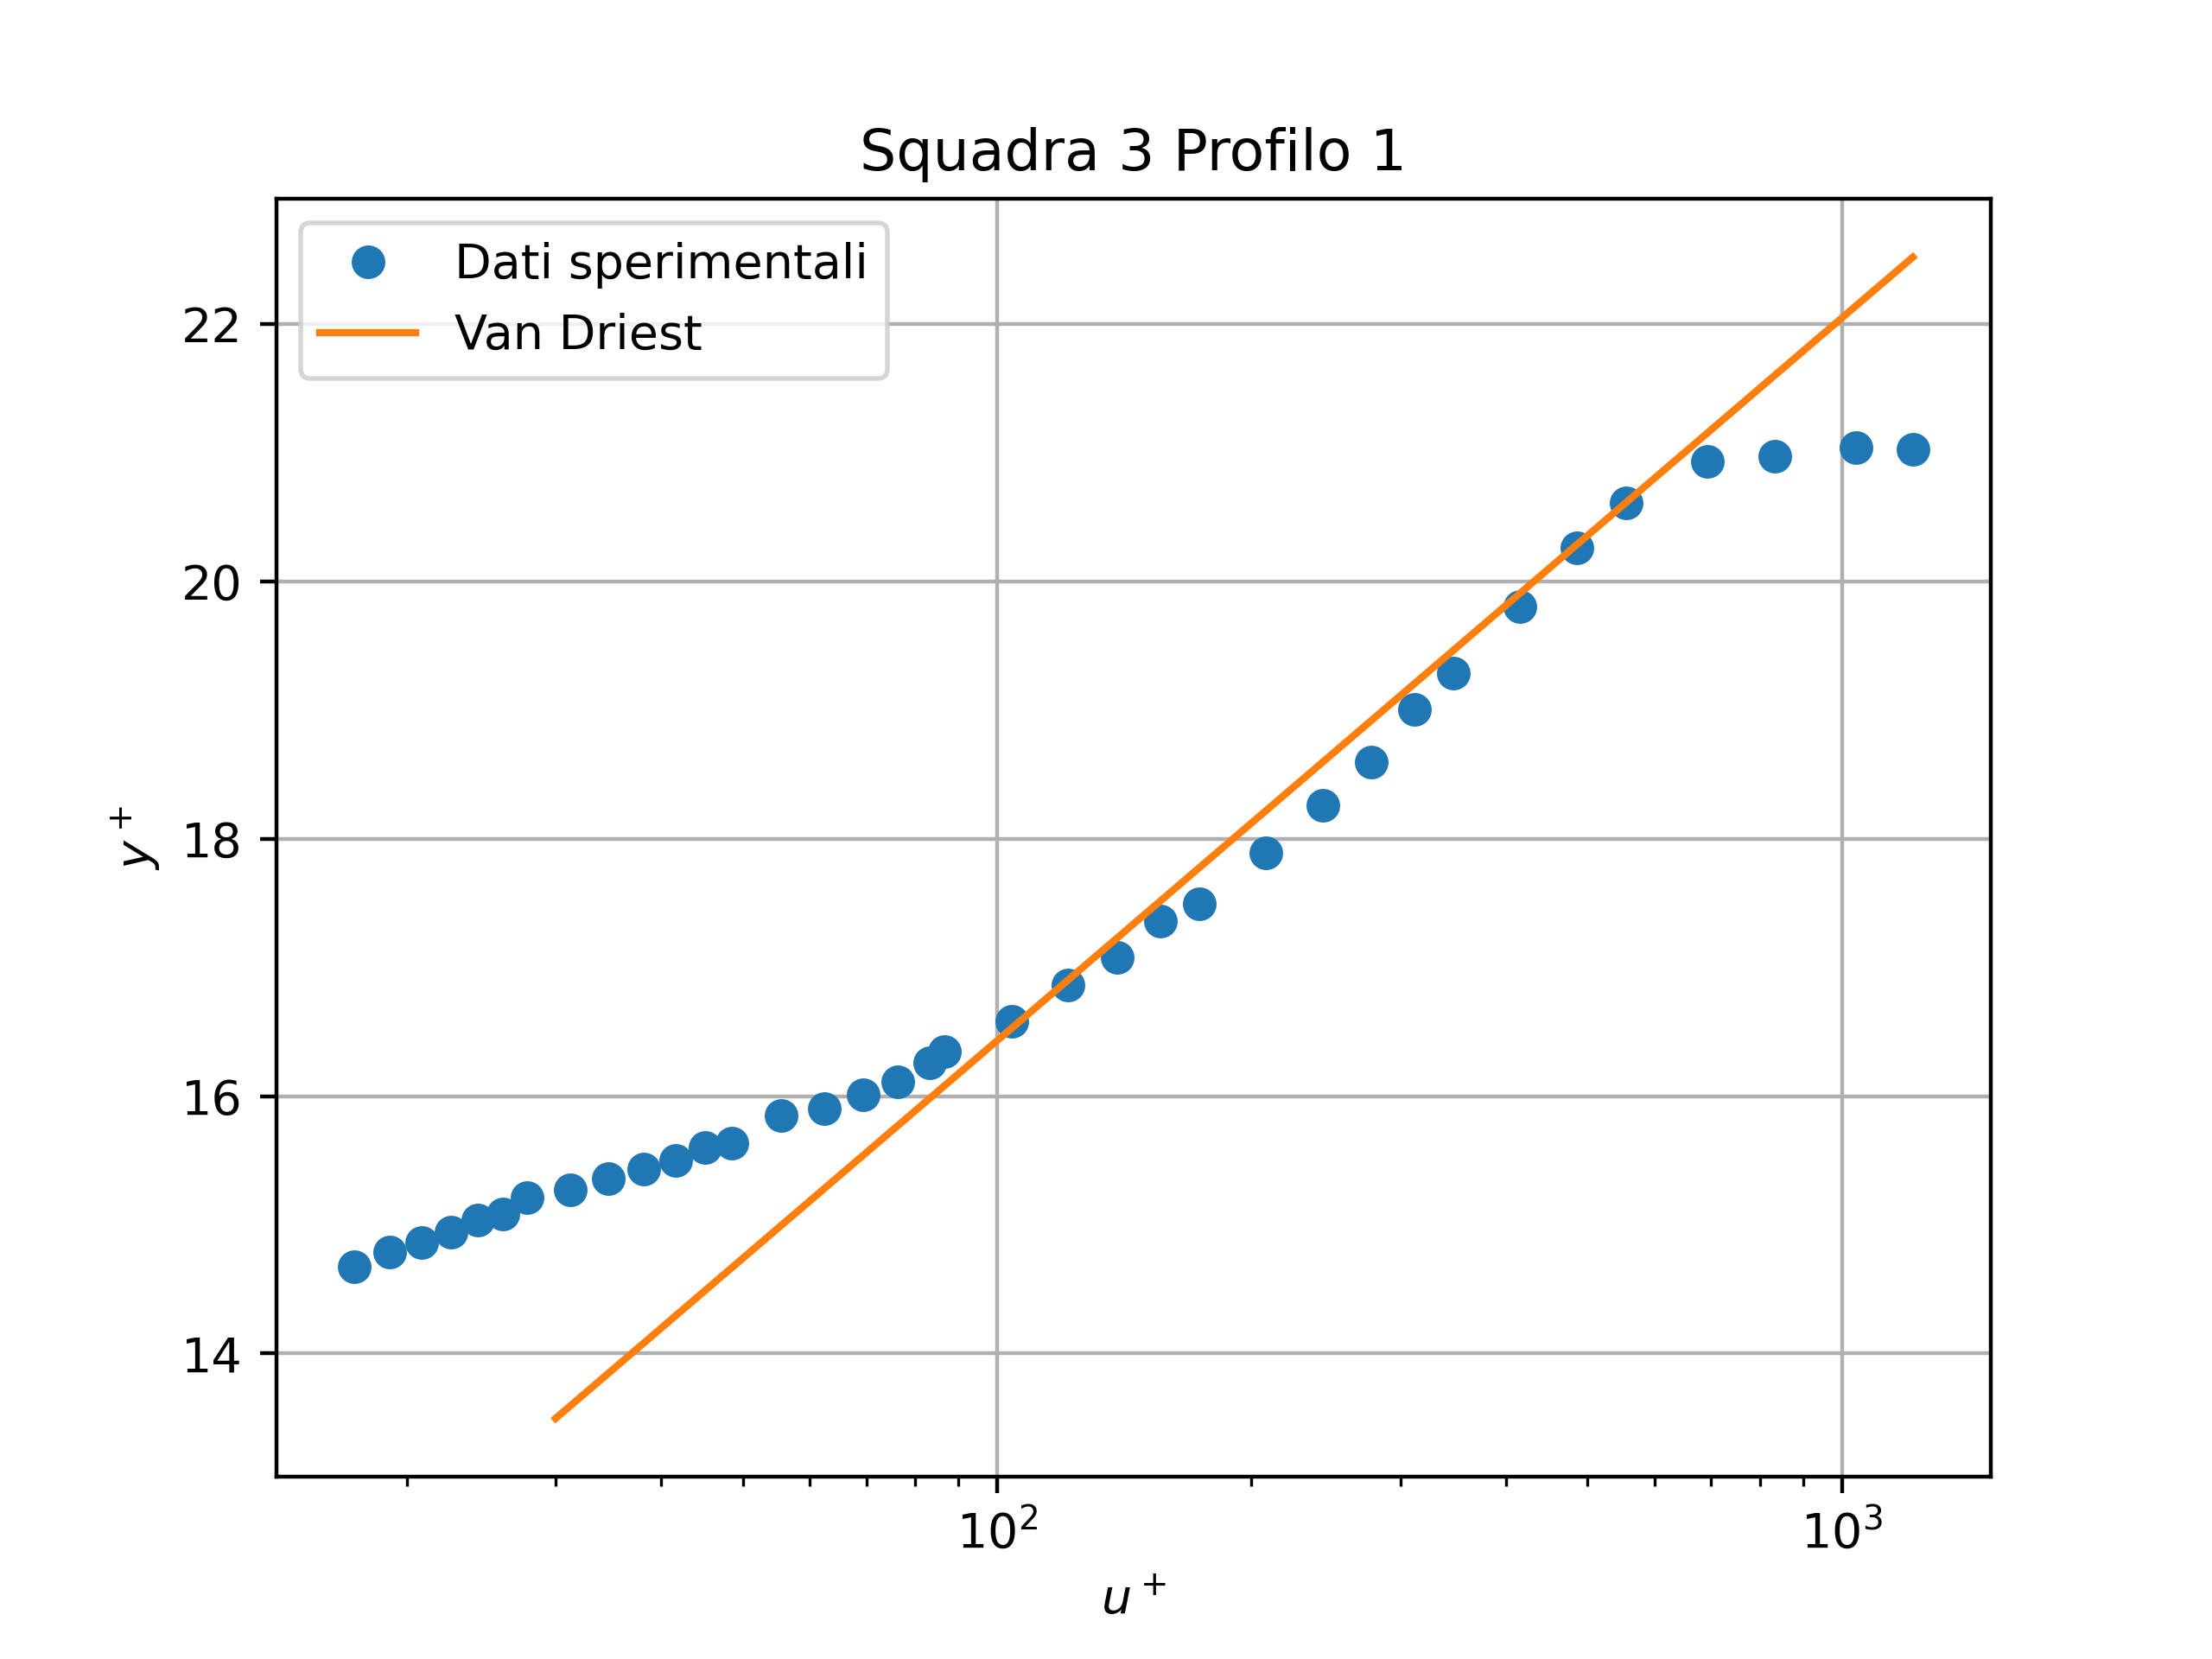 Squadra 3 Profilo 1
Dati sperimentali
Van Driest
22
20
18
16
14
y⁺
10² 10³
u⁺